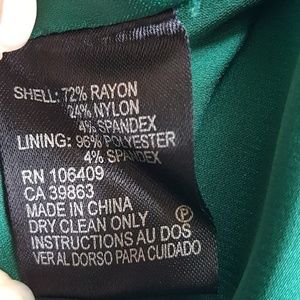 SHELL: 72% RAYON
24% NYLON
4% SPANDEX
LINING: 96% POLYESTER
4% SPANDEX
RN 106409
CA 39863
MADE IN CHINA
DRY CLEAN ONLY P
INSTRUCTIONS AU DOS
VER AL DORSO PARA CUIDADO